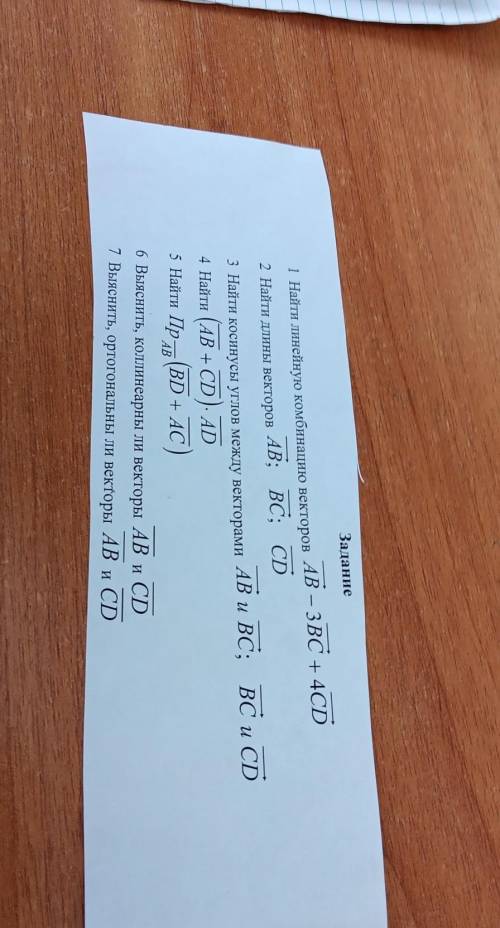 Задание
1 Найти линейную комбинацию векторов AB – 3BC + 4CD
2 Найти длины векторов AB; BC; CD
3 Найти косинусы углов между векторами AB и BC; BC и CD
4 Найти (AB + CD)· AD
5 Найти Пр AB (BD + AC)
6 Выяснить, коллинеарны ли векторы AB и CD
7 Выяснить, ортогональны ли векторы AB и CD